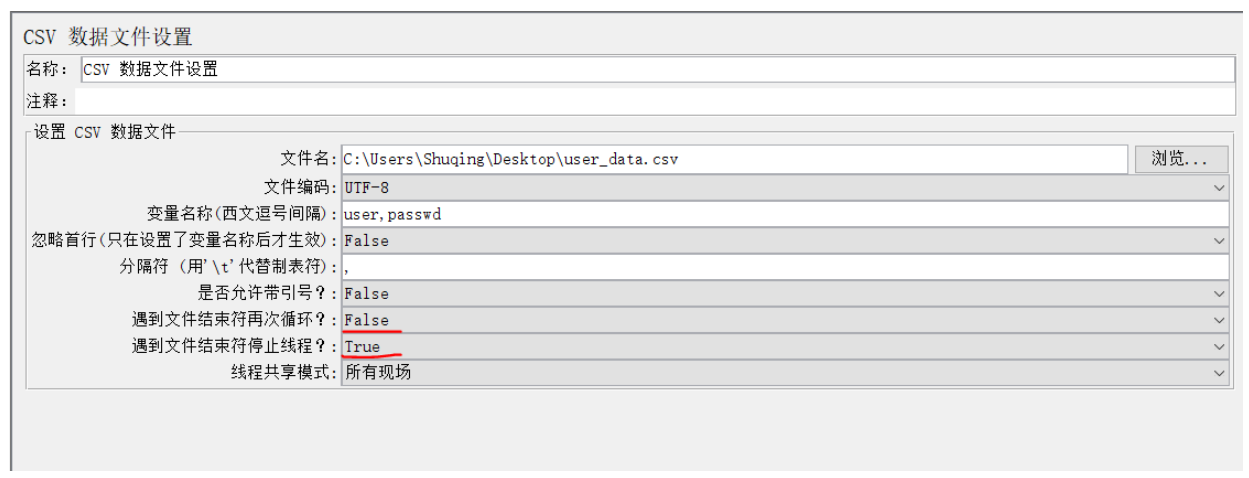 CSV 数据文件设置
名称: CSV 数据文件设置
注释:
设置 CSV 数据文件
文件名: C:\Users\Shuqing\Desktop\user_data.csv 浏览...
文件编码: UTF-8
变量名称(西文逗号间隔): user,passwd
忽略首行(只在设置了变量名称后才生效): False
分隔符 (用'\t'代替制表符): ,
是否允许带引号?: False
遇到文件结束符再次循环?: False
遇到文件结束符停止线程?: True
线程共享模式: 所有现场